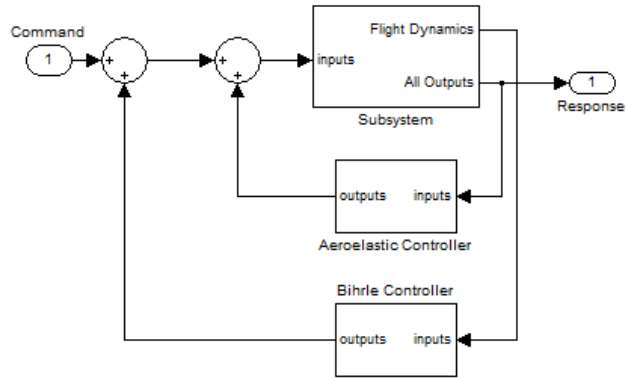 Command
1
+
+
+
+
inputs
Flight Dynamics
All Outputs
Subsystem
1
Response
outputs
inputs
Aeroelastic Controller
Bihrle Controller
outputs
inputs